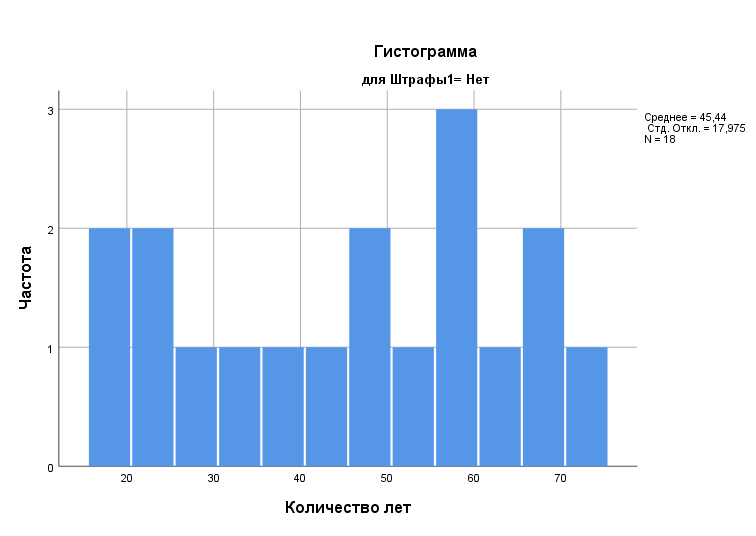 Гистограмма
для Штрафы1= Нет
Среднее = 45,44
Стд. Откл. = 17,975
N = 18
Частота
3
2
1
0
20 30 40 50 60 70
Количество лет